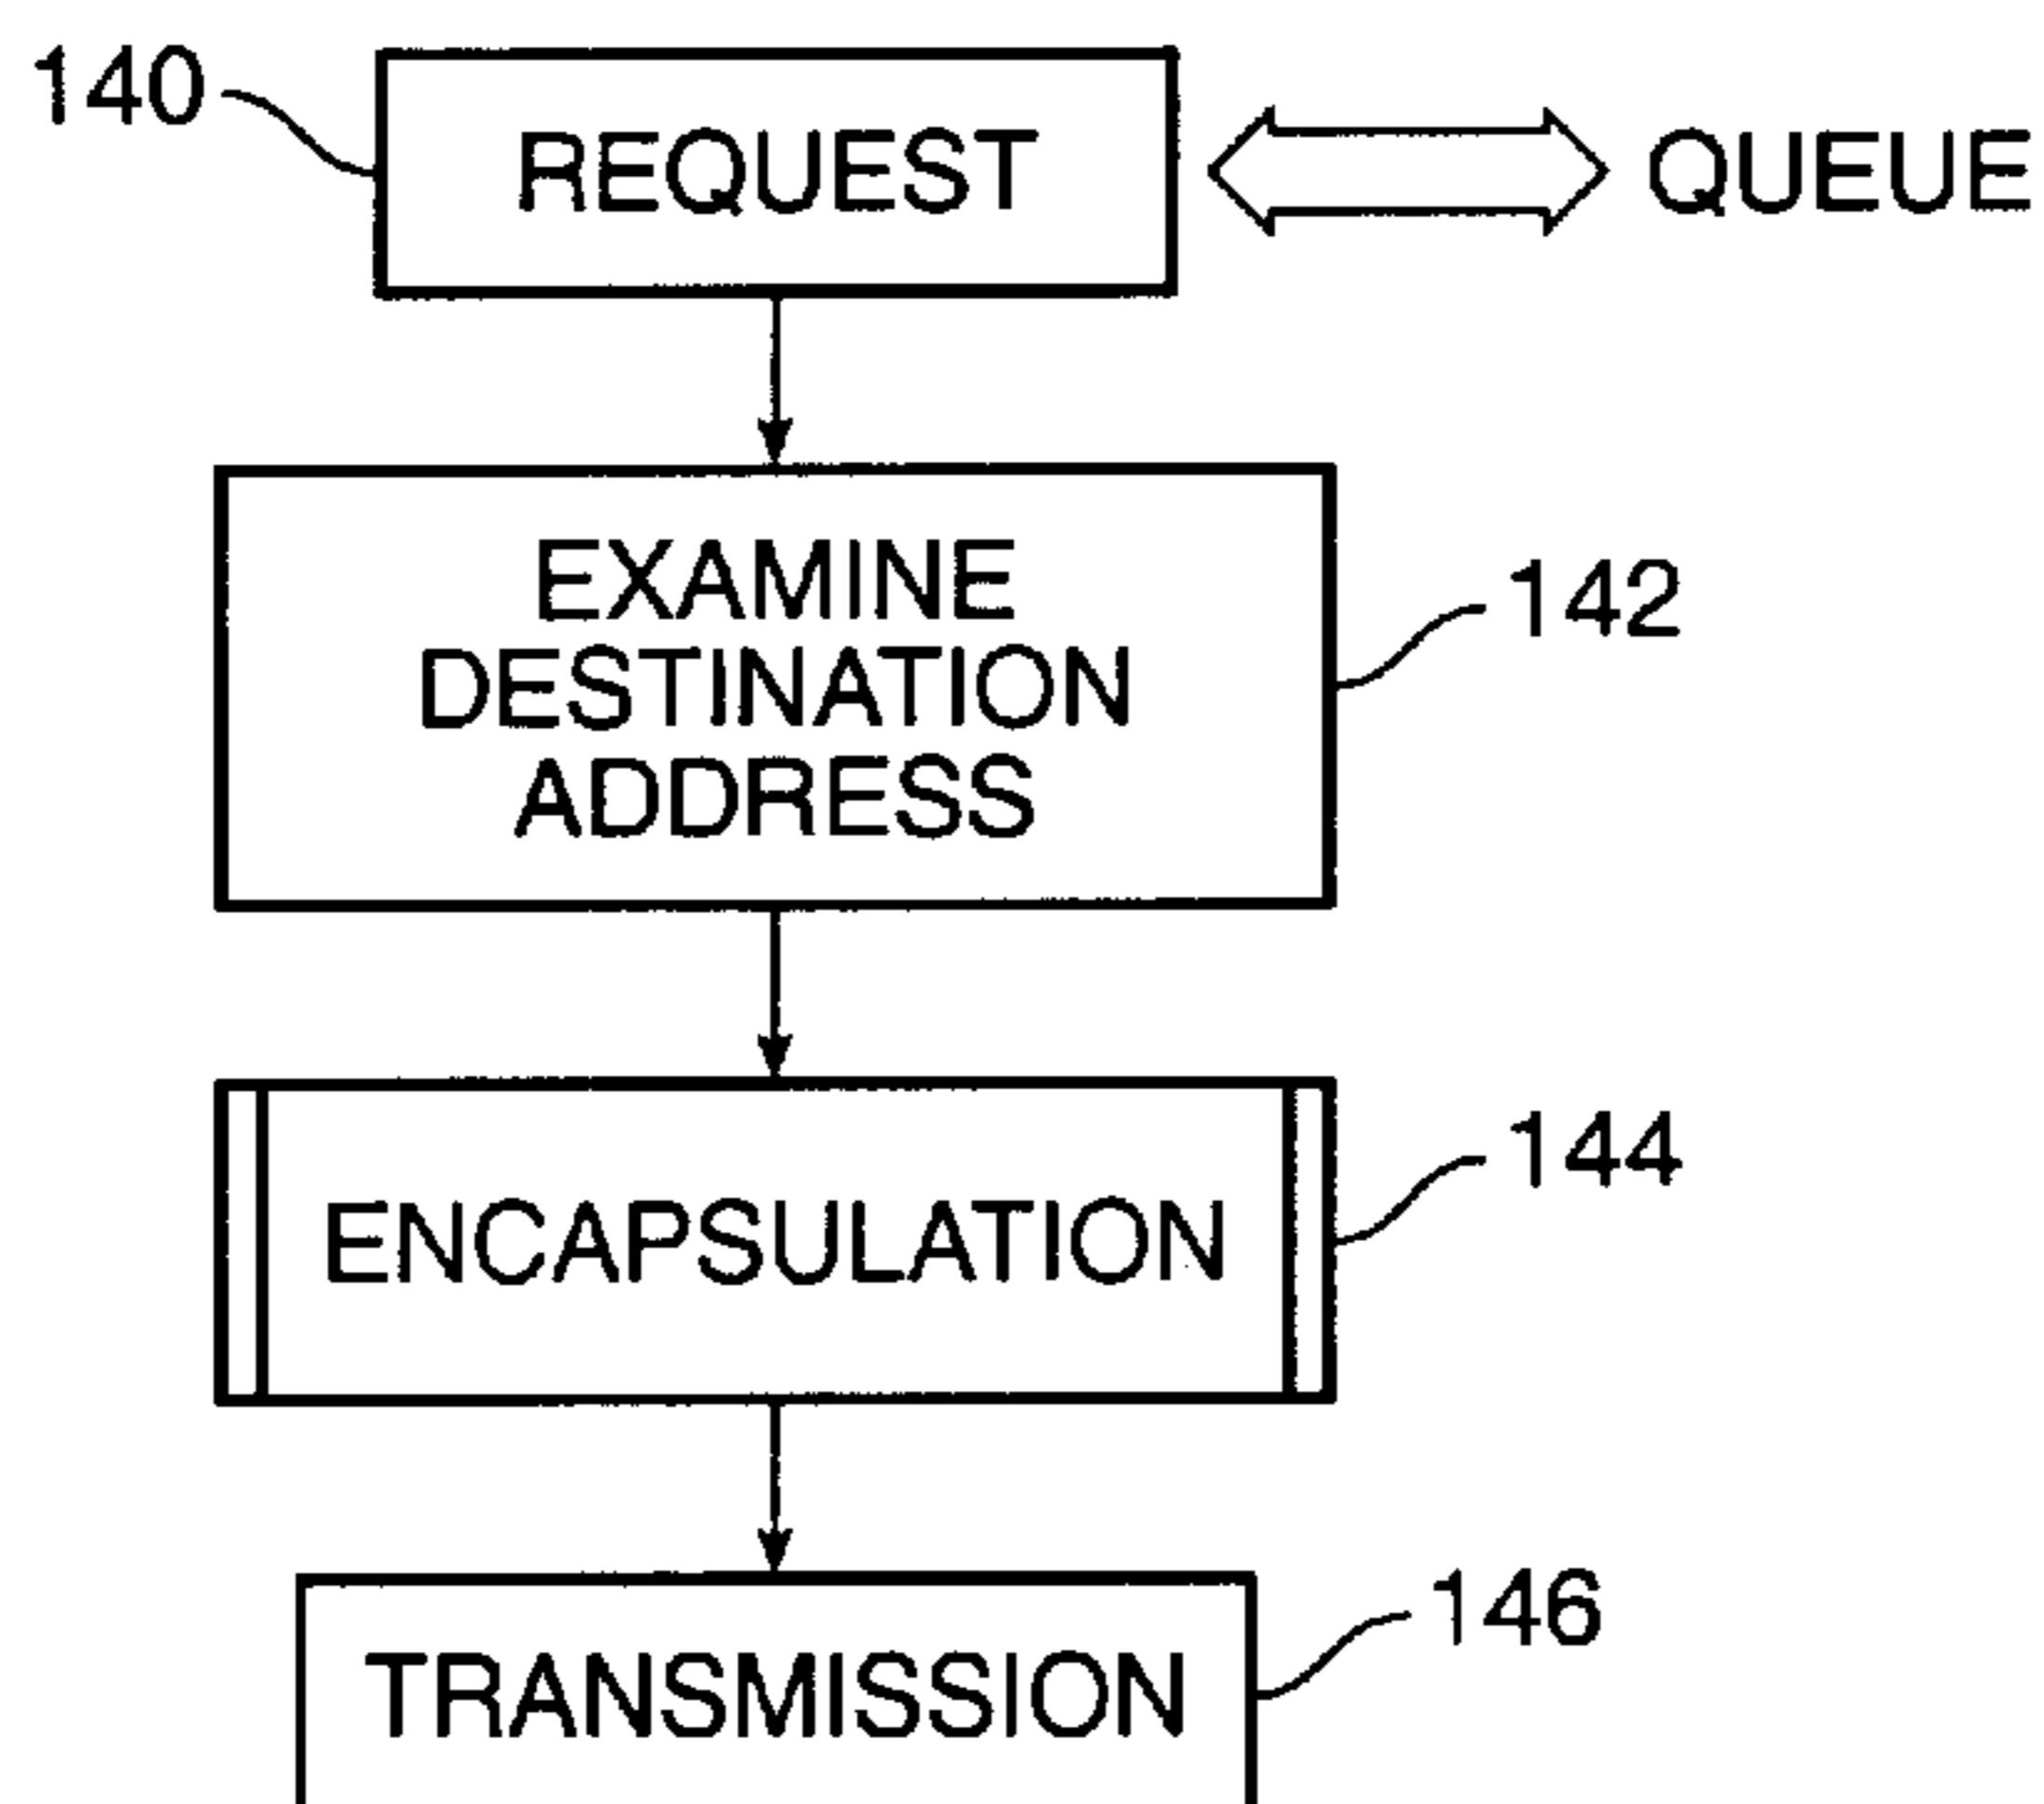 140
REQUEST
QUEUE
EXAMINE
DESTINATION
ADDRESS
142
ENCAPSULATION
144
TRANSMISSION
146